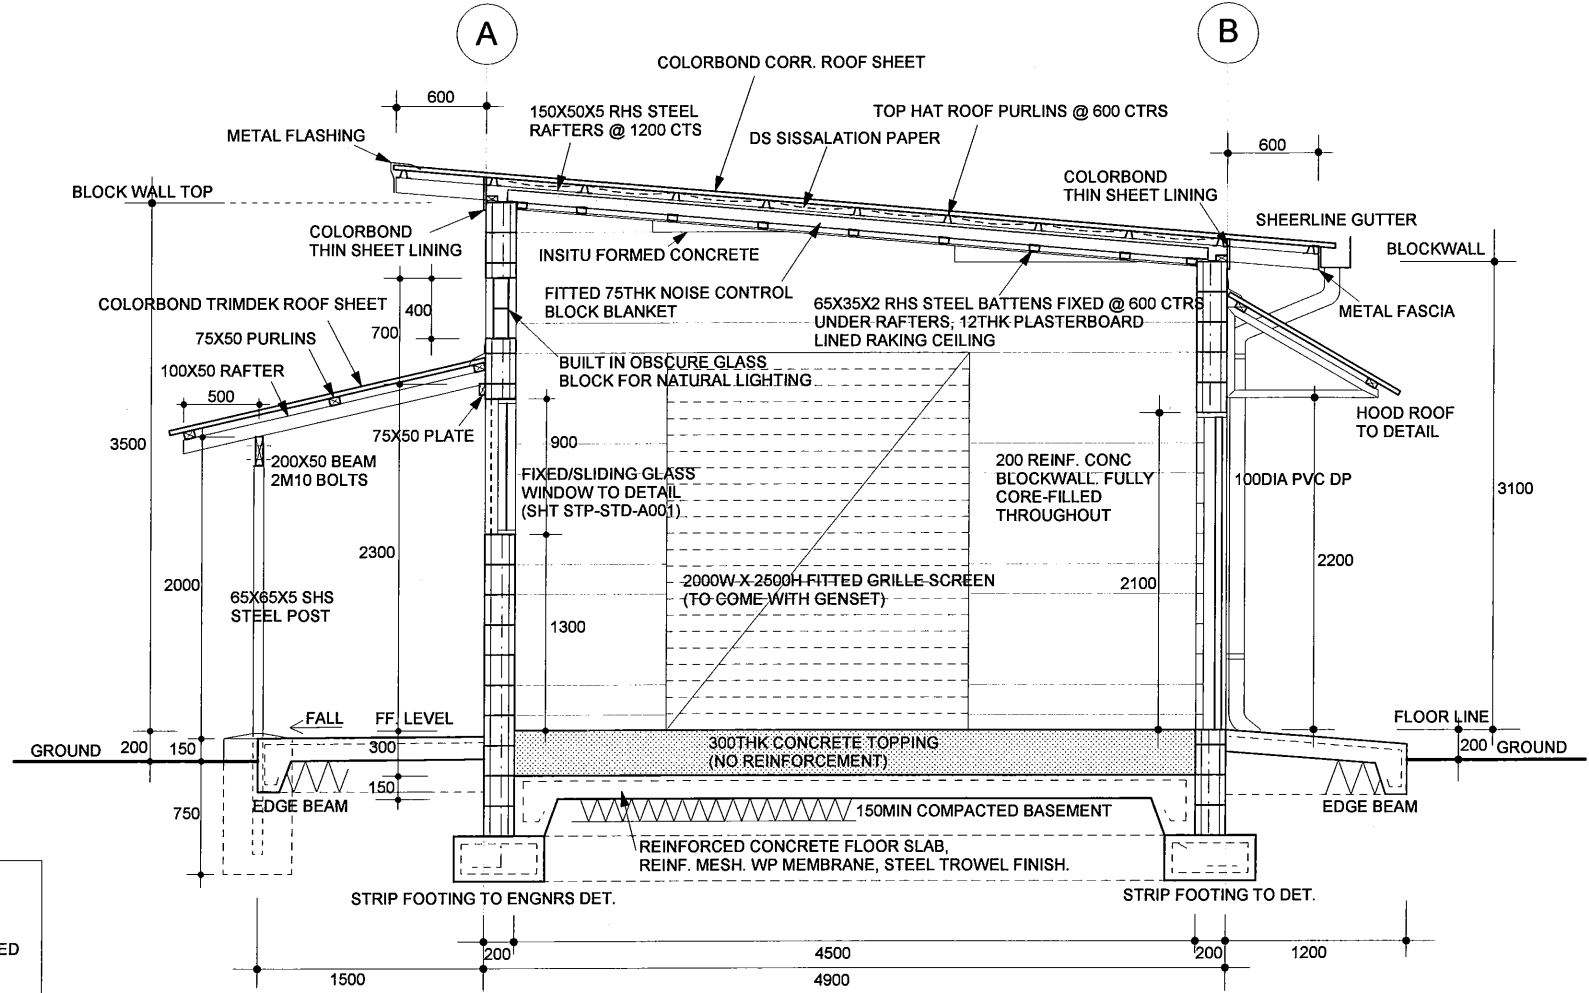 A
B
COLORBOND CORR. ROOF SHEET
600
150X50X5 RHS STEEL
RAFTERS @ 1200 CTS
TOP HAT ROOF PURLINS @ 600 CTRS
METAL FLASHING
DS SISSALATION PAPER
600
BLOCK WALL TOP
COLORBOND
THIN SHEET LINING
SHEERLINE GUTTER
COLORBOND
THIN SHEET LINING
INSITU FORMED CONCRETE
BLOCKWALL
FITTED 75THK NOISE CONTROL
BLOCK BLANKET
65X35X2 RHS STEEL BATTENS FIXED @ 600 CTRS
UNDER RAFTERS, 12THK PLASTERBOARD
LINED RAKING CEILING
METAL FASCIA
COLORBOND TRIMDEK ROOF SHEET
400
700
75X50 PURLINS
100X50 RAFTER
BUILT IN OBSCURE GLASS
BLOCK FOR NATURAL LIGHTING
500
HOOD ROOF
TO DETAIL
3500
75X50 PLATE
900
200X50 BEAM
2M10 BOLTS
FIXED/SLIDING GLASS
WINDOW TO DETAIL
(SHT STP-STD-A001)
200 REINF. CONC
BLOCKWALL. FULLY
CORE-FILLED
THROUGHOUT
100DIA PVC DP
3100
2300
2000
2200
2000W X 2500H FITTED GRILLE SCREEN
(TO COME WITH GENSET)
2100
65X65X5 SHS
STEEL POST
1300
FALL
FF. LEVEL
FLOOR LINE
GROUND
200
150
300
300THK CONCRETE TOPPING
(NO REINFORCEMENT)
200
GROUND
150
750
EDGE BEAM
150MIN COMPACTED BASEMENT
EDGE BEAM
REINFORCED CONCRETE FLOOR SLAB,
REINF. MESH. WP MEMBRANE, STEEL TROWEL FINISH.
STRIP FOOTING TO ENGNRS DET.
STRIP FOOTING TO DET.
ED
200
4500
200
1200
1500
4900